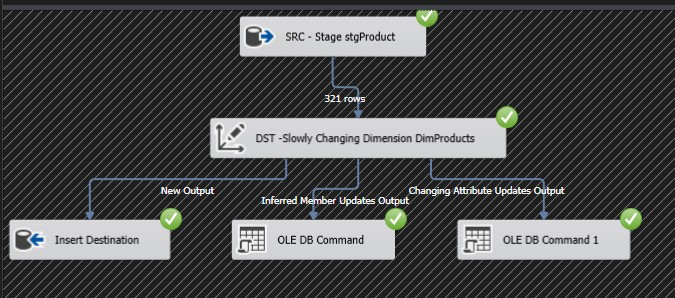 SRC - Stage stgProduct
321 rows
DST -Slowly Changing Dimension DimProducts
New Output
Inferred Member Updates Output
Changing Attribute Updates Output
Insert Destination
OLE DB Command
OLE DB Command 1